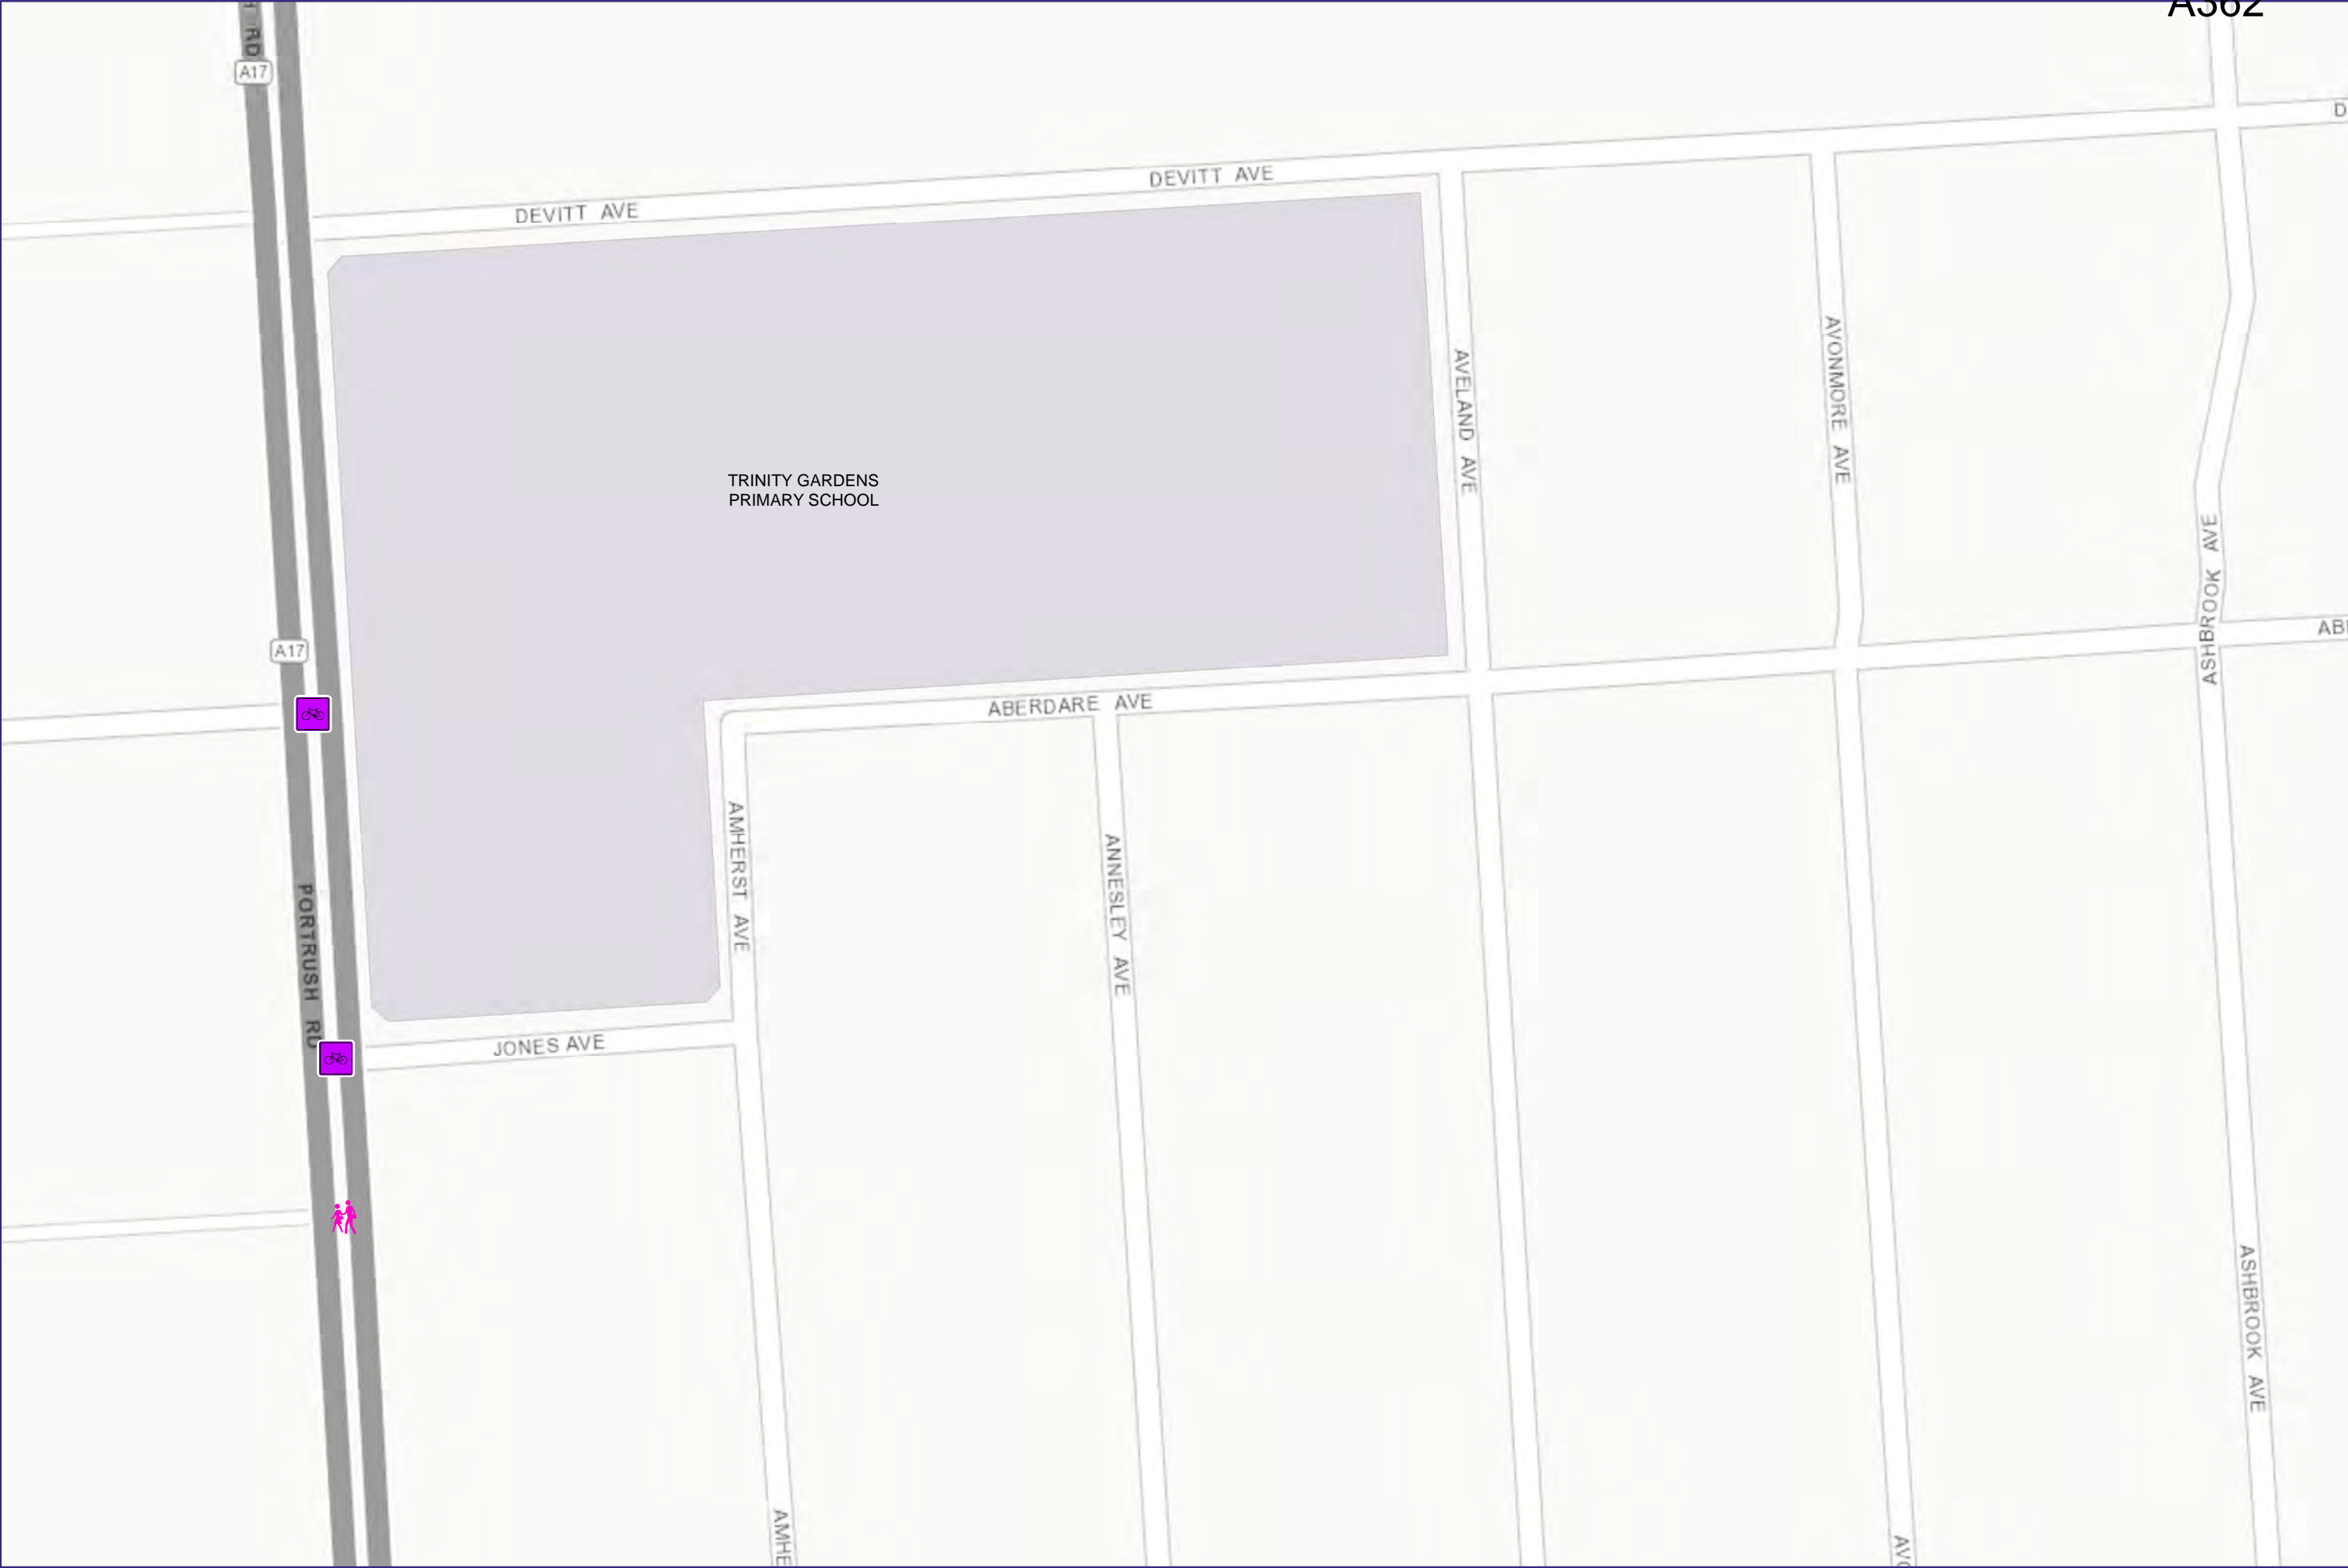 RD
A17
DEVITT AVE
DEVITT AVE
AVELAND AVE
AVONMORE AVE
TRINITY GARDENS
PRIMARY SCHOOL
ASHBROOK AVE
A17
ABERDARE AVE
AMHERST AVE
ANNESLEY AVE
PORTRUSH RD
JONES AVE
ASHBROOK AVE